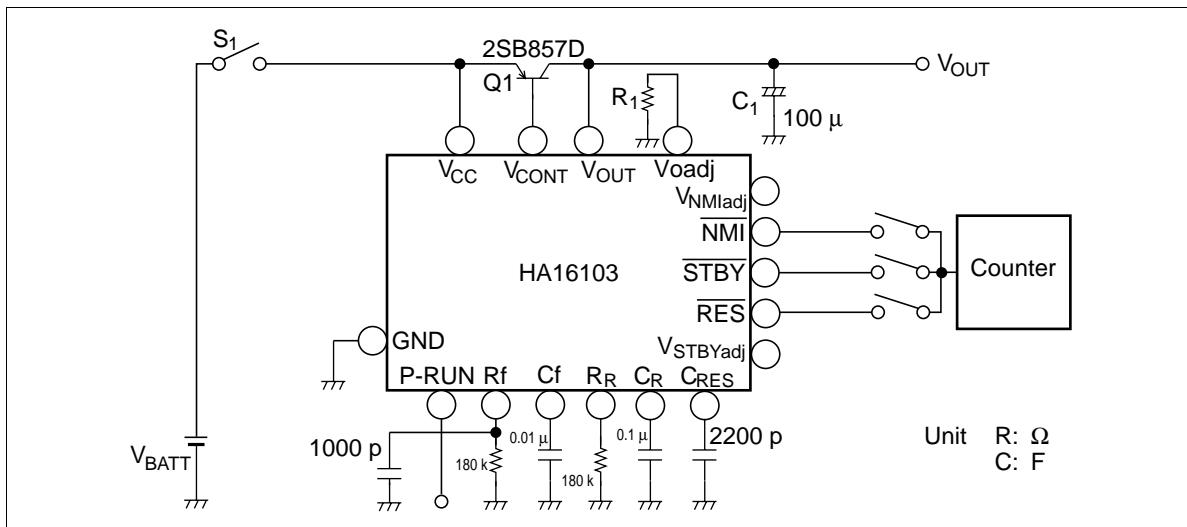 S1
2SB857D
Q1
VOUT
R1
C1
100 μ
VCC
VCONT
VOUT
Voadj
VNMIadj
NMI
HA16103
STBY
Counter
RES
GND
VSTBYadj
P-RUN
Rf
Cf
RR
CR
CRES
1000 p
0.01 μ
0.1 μ
2200 p
180 k
180 k
VBATT
Unit R: Ω
C: F